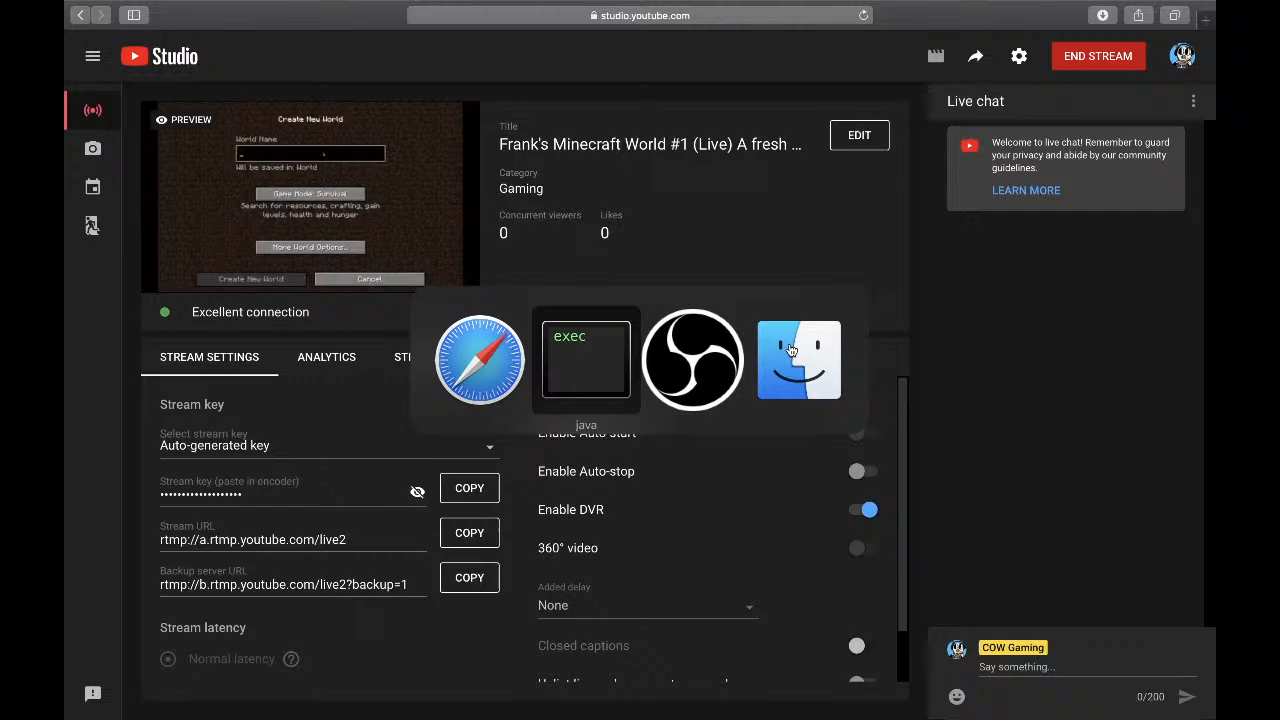 studio.youtube.com
Studio
END STREAM
PREVIEW
Create New World
World Name
Will be saved in: World
Game Mode: Survival
Search for resources, crafting, gain
levels, health and hunger
More World Options...
Create New World
Cancel
Title
Frank's Minecraft World #1 (Live) A fresh ...
EDIT
Category
Gaming
Concurrent viewers
Likes
0
0
Live chat
Welcome to live chat! Remember to guard
your privacy and abide by our community
guidelines.
LEARN MORE
Excellent connection
STREAM SETTINGS
ANALYTICS
exec
java
Stream key
Select stream key
Auto-generated key
Stream key (paste in encoder)
••••••••••••••••••
COPY
Stream URL
rtmp://a.rtmp.youtube.com/live2
COPY
Backup server URL
rtmp://b.rtmp.youtube.com/live2?backup=1
COPY
Stream latency
Normal latency
Enable Auto-start
Enable Auto-stop
Enable DVR
360° video
Added delay
None
Closed captions
COW Gaming
Say something...
0/200